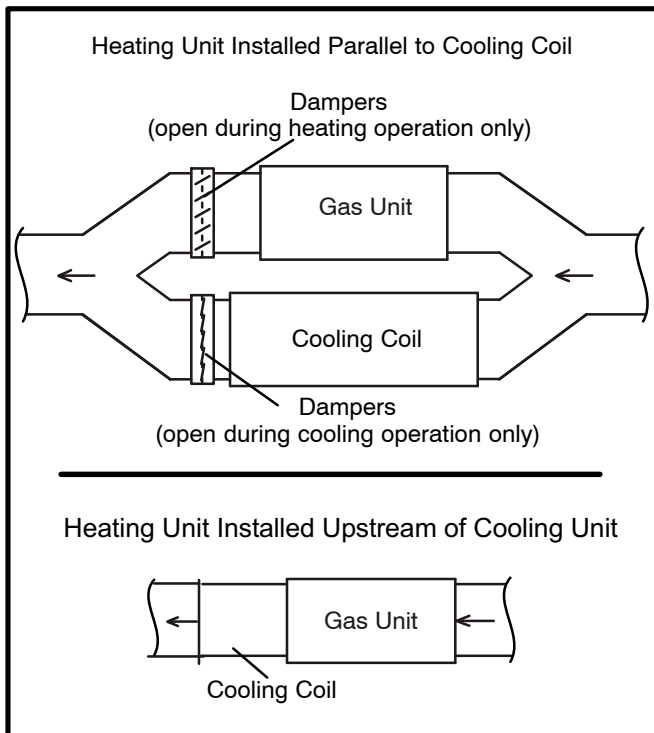 Heating Unit Installed Parallel to Cooling Coil
Dampers
(open during heating operation only)
Gas Unit
Cooling Coil
Dampers
(open during cooling operation only)
Heating Unit Installed Upstream of Cooling Unit
Gas Unit
Cooling Coil